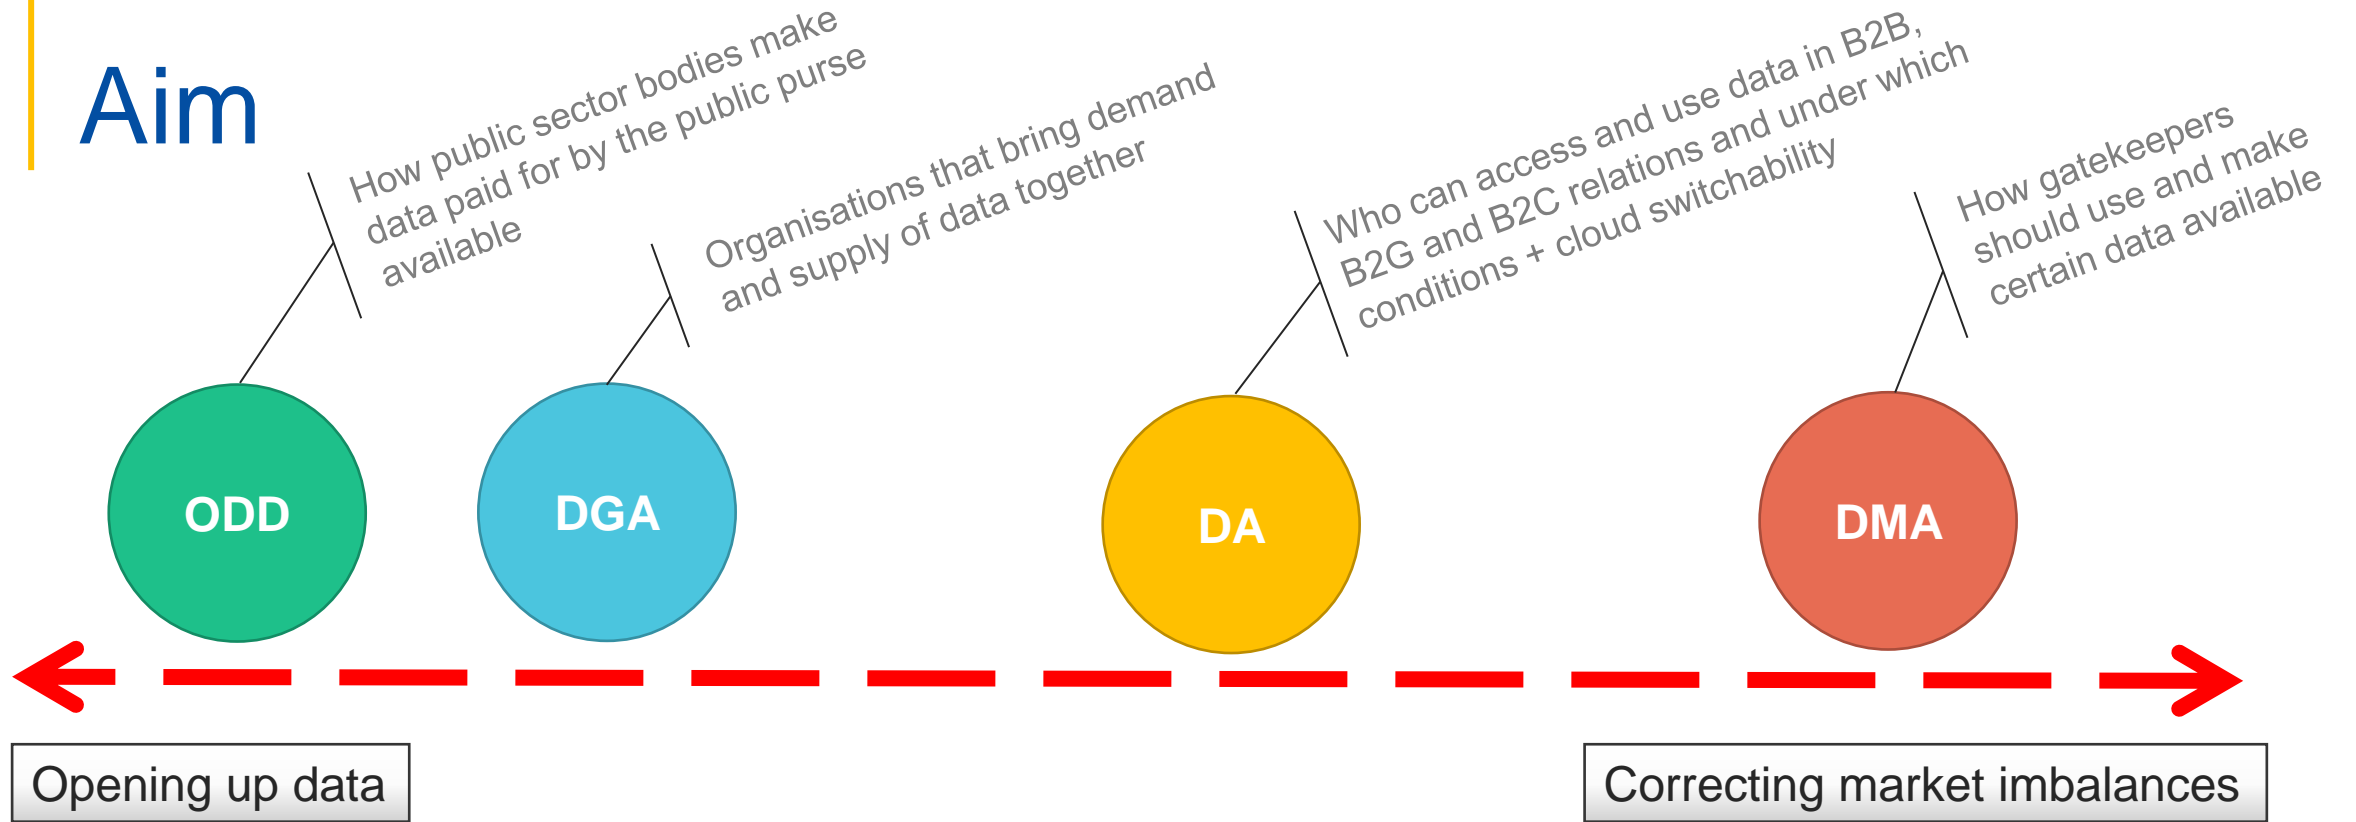 Aim
How public sector bodies make
data paid for by the public purse
available
Organisations that bring demand
and supply of data together
Who can access and use data in B2B,
B2G and B2C relations and under which
conditions + cloud switchability
How gatekeepers
should use and make
certain data available
ODD
DGA
DA
DMA
Opening up data
Correcting market imbalances